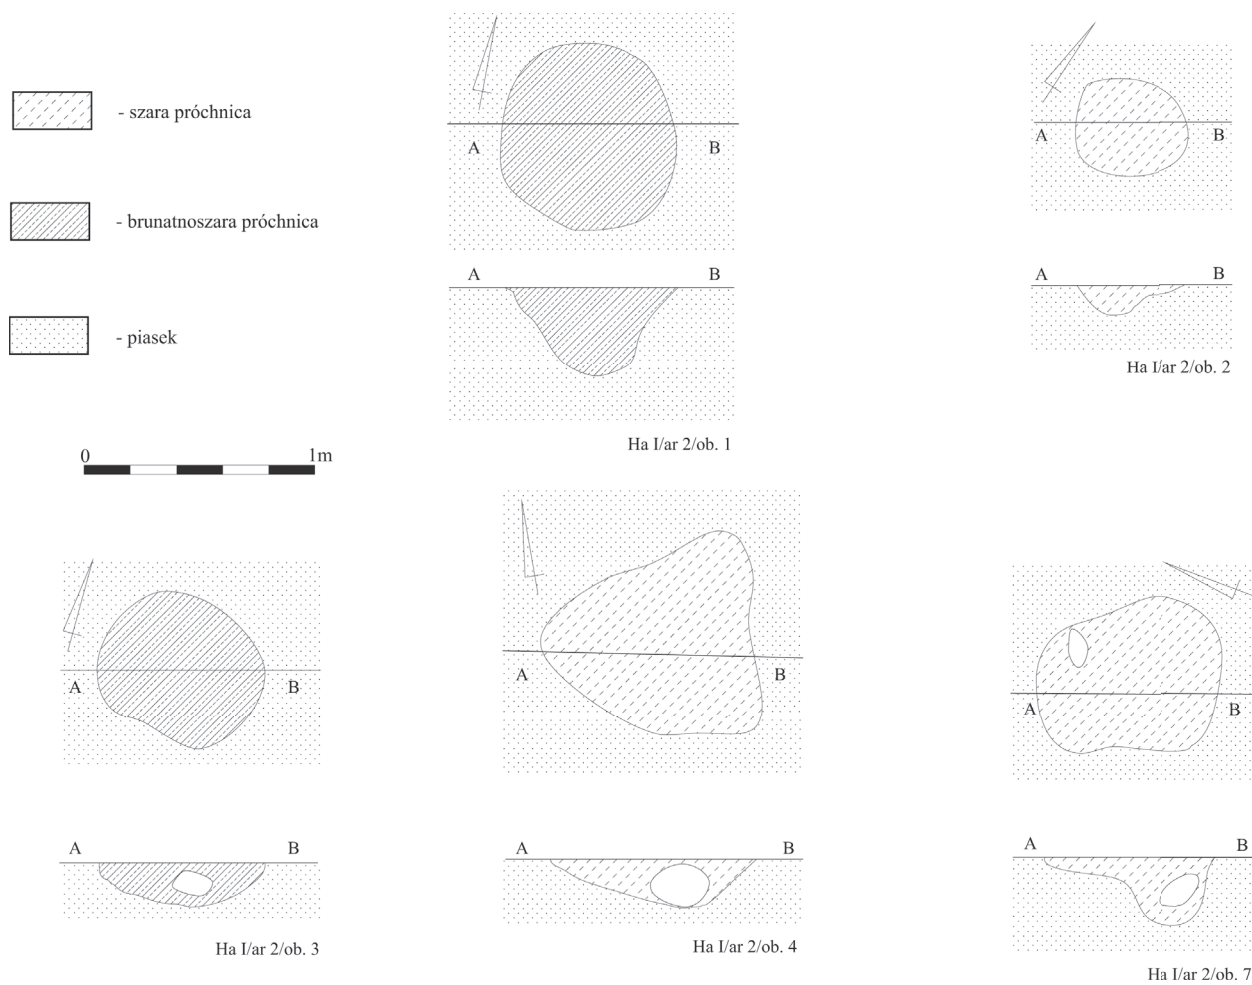 - szara próchnica
- brunatnoszara próchnica
- piasek
0 1m
A B
A B
Ha I/ar 2/ob. 1
A B
A B
Ha I/ar 2/ob. 2
A B
A B
Ha I/ar 2/ob. 3
A B
A B
Ha I/ar 2/ob. 4
A B
A B
Ha I/ar 2/ob. 7